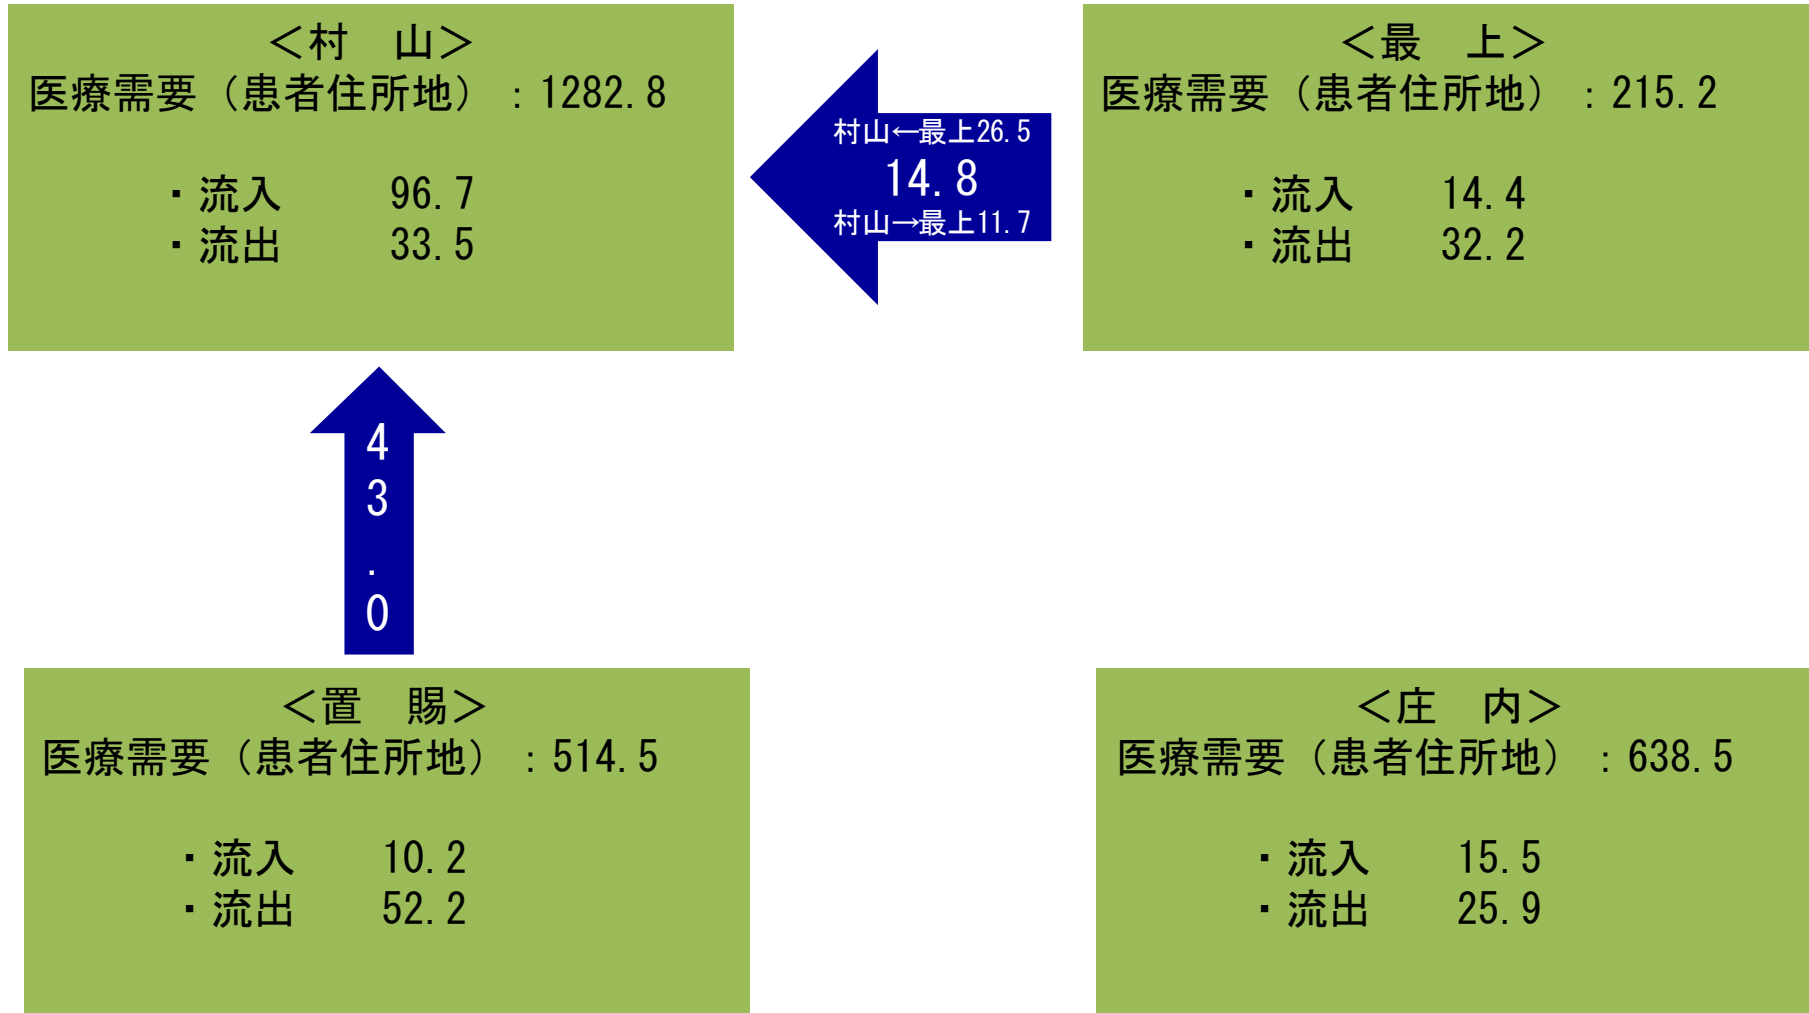 ＜村　山＞
医療需要（患者住所地）：1282.8
・流入　　96.7
・流出　　33.5
村山←最上26.5
14.8
村山→最上11.7
＜最　上＞
医療需要（患者住所地）：215.2
・流入　　14.4
・流出　　32.2
43.0
＜置　賜＞
医療需要（患者住所地）：514.5
・流入　　10.2
・流出　　52.2
＜庄　内＞
医療需要（患者住所地）：638.5
・流入　　15.5
・流出　　25.9